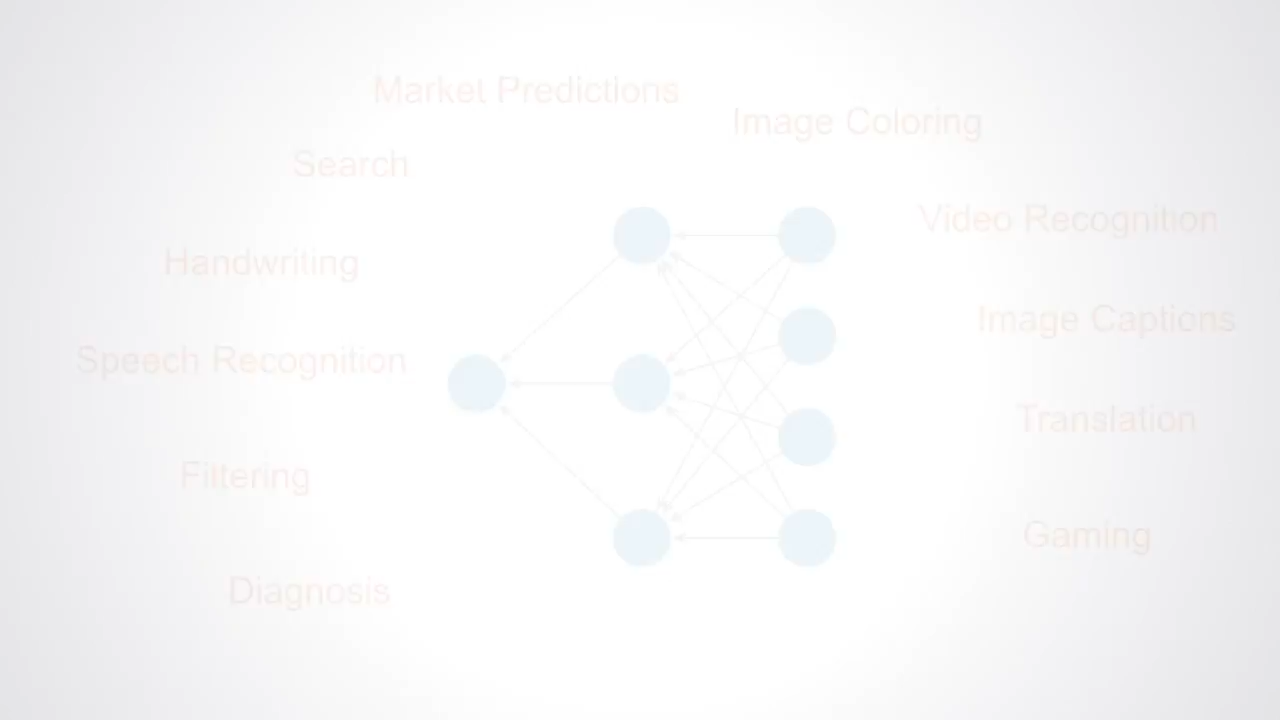 Market Predictions
Image Coloring
Search
Video Recognition
Handwriting
Image Captions
Speech Recognition
Translation
Filtering
Gaming
Diagnosis